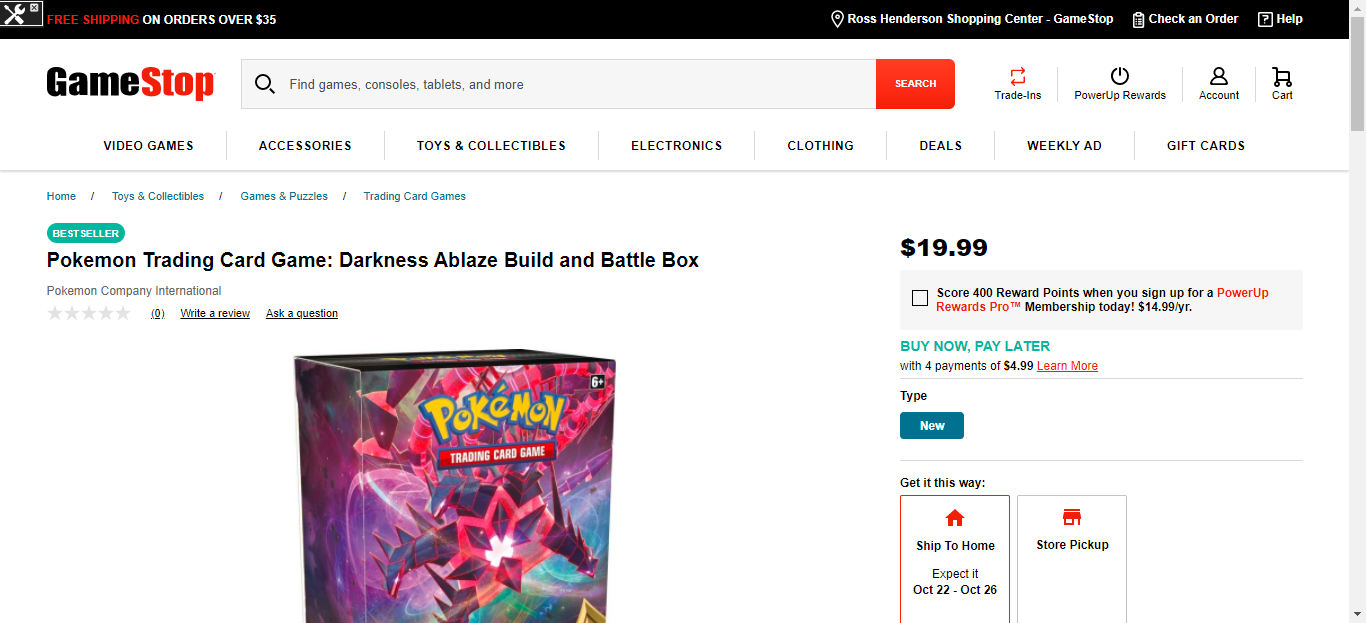 FREE SHIPPING ON ORDERS OVER $35
Ross Henderson Shopping Center - GameStop
Check an Order
Help
GameStop
Find games, consoles, tablets, and more
SEARCH
Trade-Ins
PowerUp Rewards
Account
Cart
VIDEO GAMES
ACCESSORIES
TOYS & COLLECTIBLES
ELECTRONICS
CLOTHING
DEALS
WEEKLY AD
GIFT CARDS
Home / Toys & Collectibles / Games & Puzzles / Trading Card Games
BESTSELLER
Pokemon Trading Card Game: Darkness Ablaze Build and Battle Box
Pokemon Company International
(0) Write a review Ask a question
6+
POKéMON
TRADING CARD GAME
$19.99
Score 400 Reward Points when you sign up for a PowerUp
Rewards Pro™ Membership today! $14.99/yr.
BUY NOW, PAY LATER
with 4 payments of $4.99 Learn More
Type
New
Get it this way:
Ship To Home
Expect it
Oct 22 - Oct 26
Store Pickup